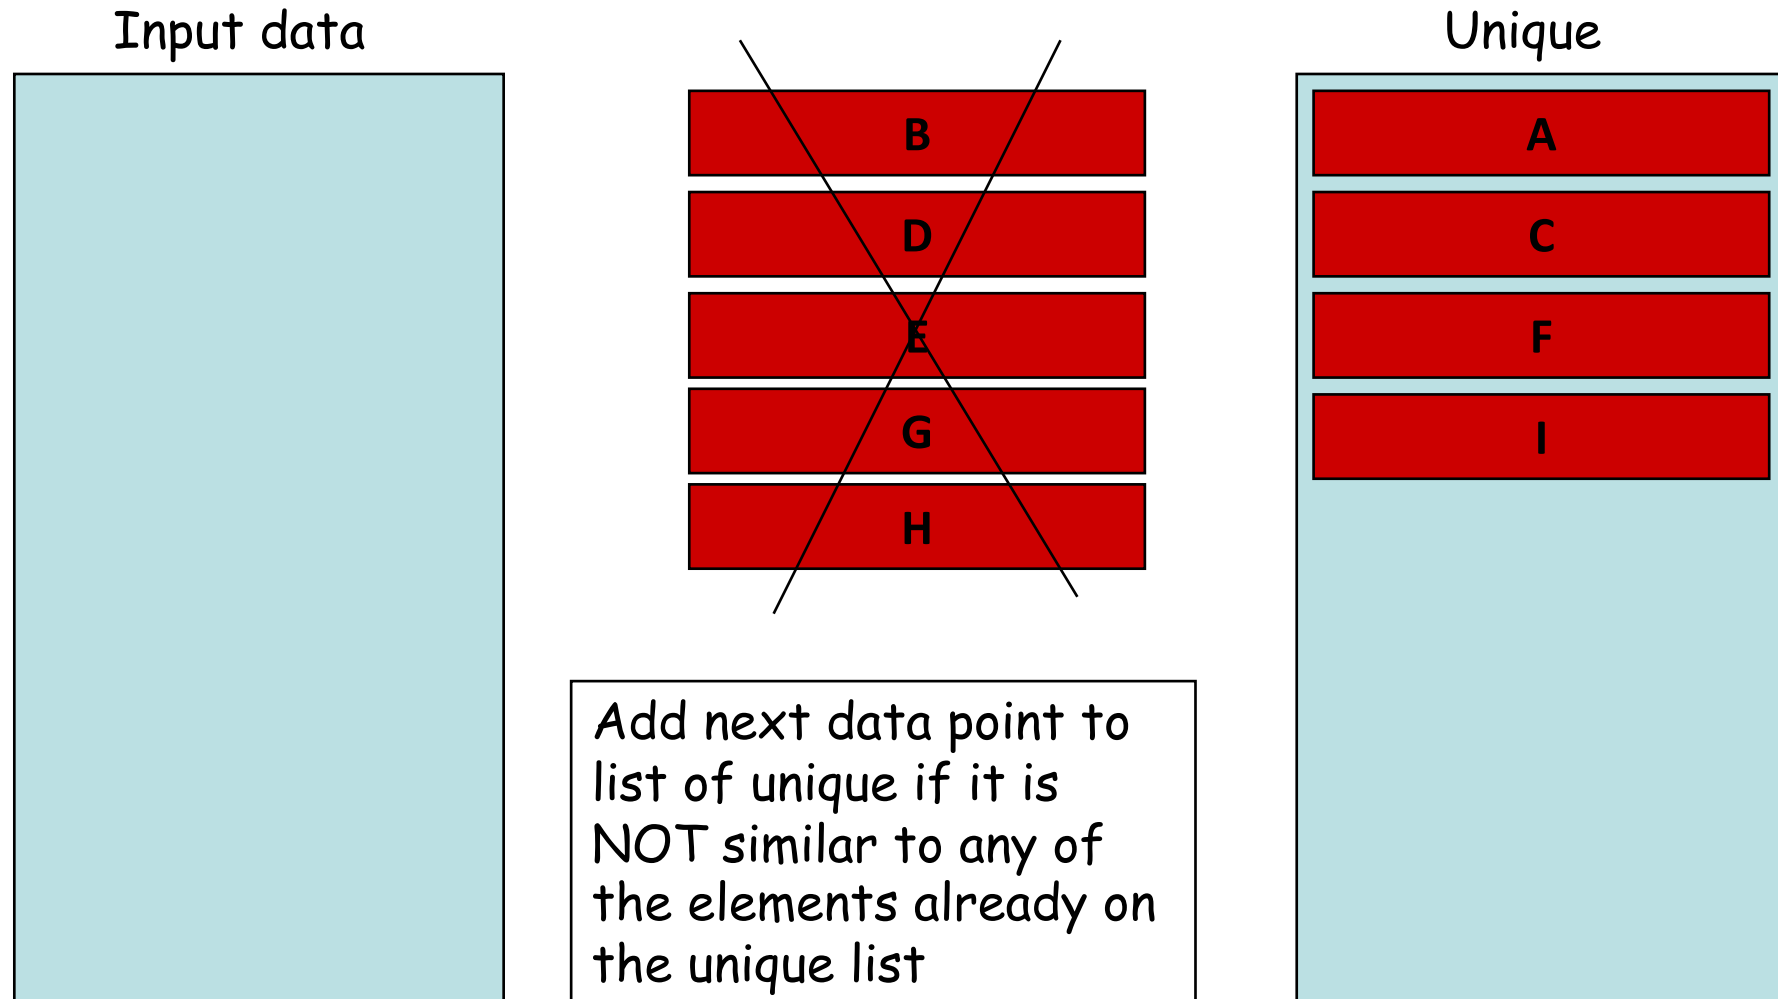 Input data
Unique
B
D
E
G
H
A
C
F
I
Add next data point to
list of unique if it is
NOT similar to any of
the elements already on
the unique list